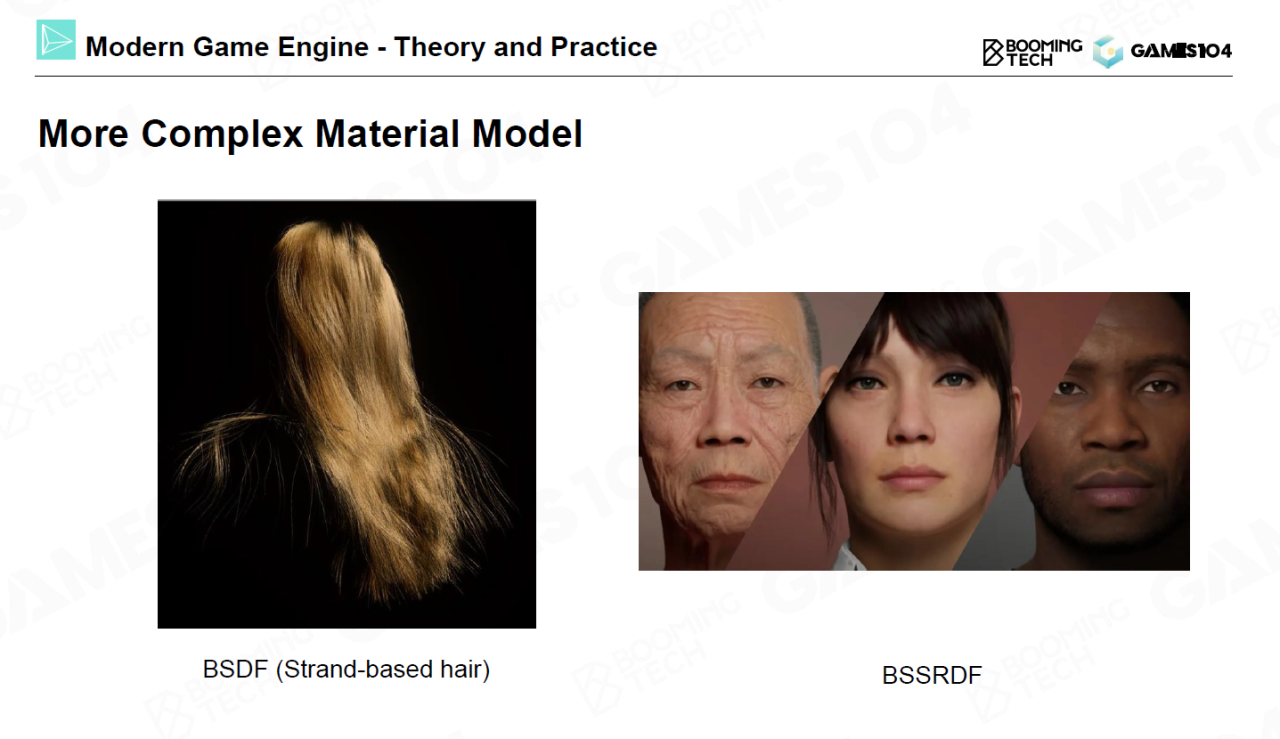 Modern Game Engine - Theory and Practice
BOOMING
TECH
GAMES104
More Complex Material Model
BSDF (Strand-based hair)
BSSRDF